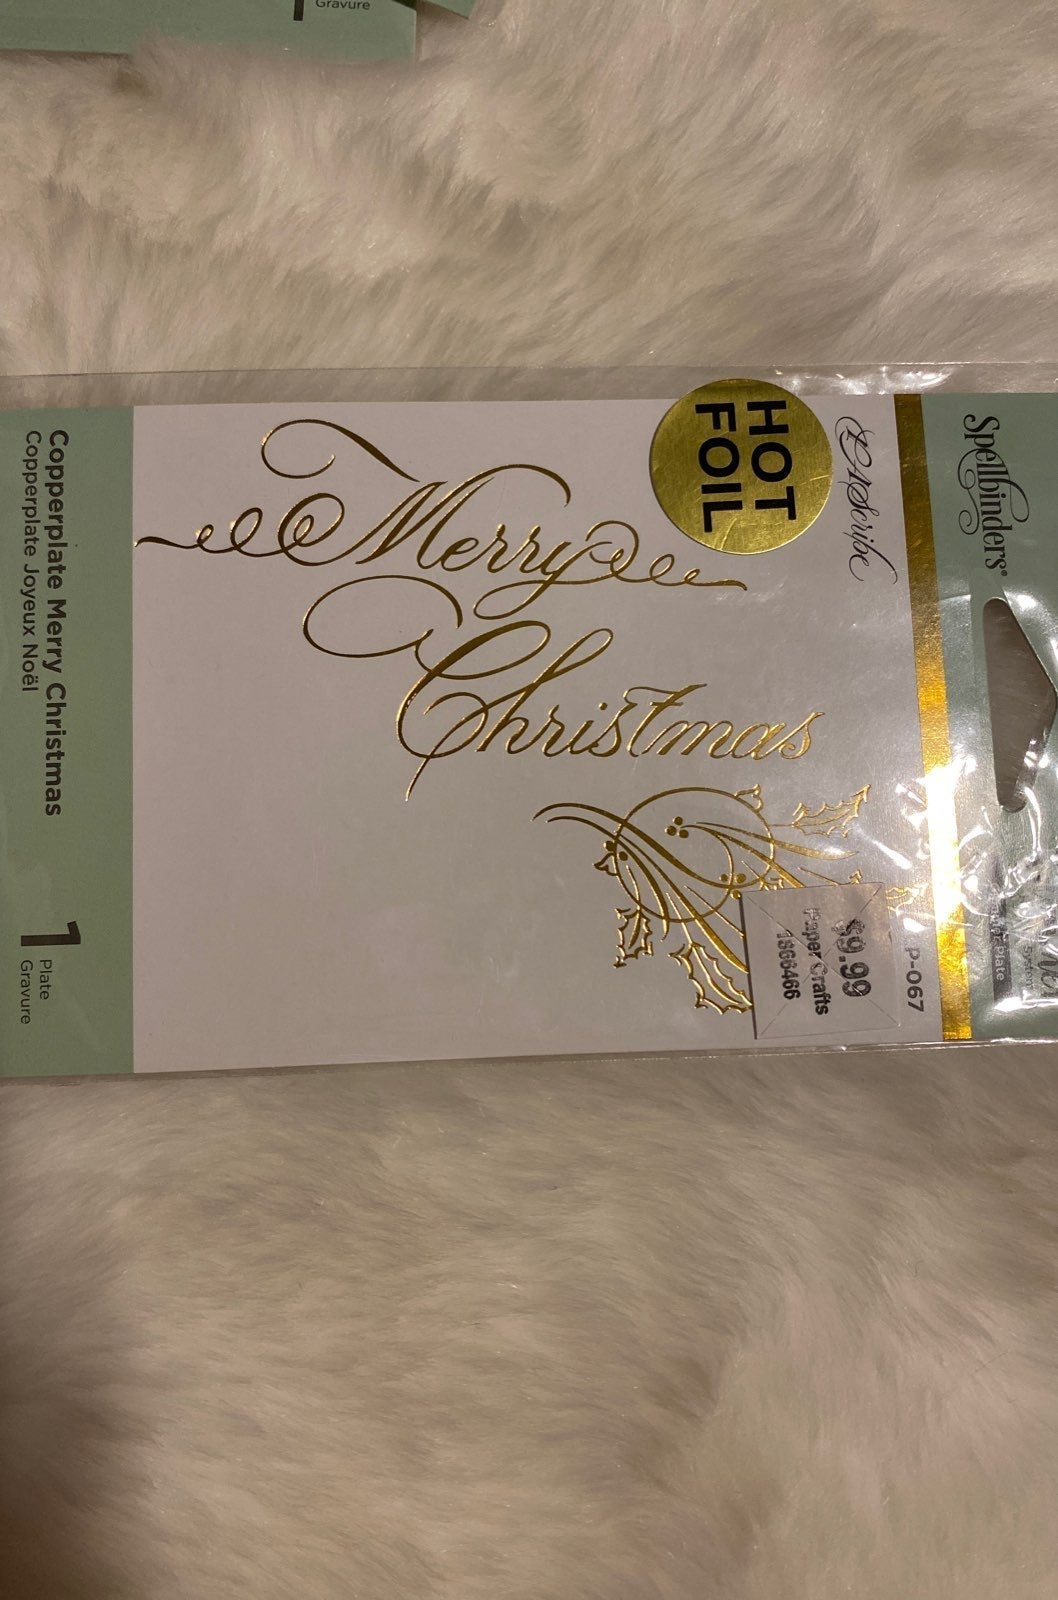 Gravure
Spellbinders®
PAScribe
HOT
FOIL
Merry
Christmas
P-067
$9.99
Paper Crafts
1866466
Plate
Copperplate Merry Christmas
Copperplate Joyeux Noël
1
Plate
Gravure